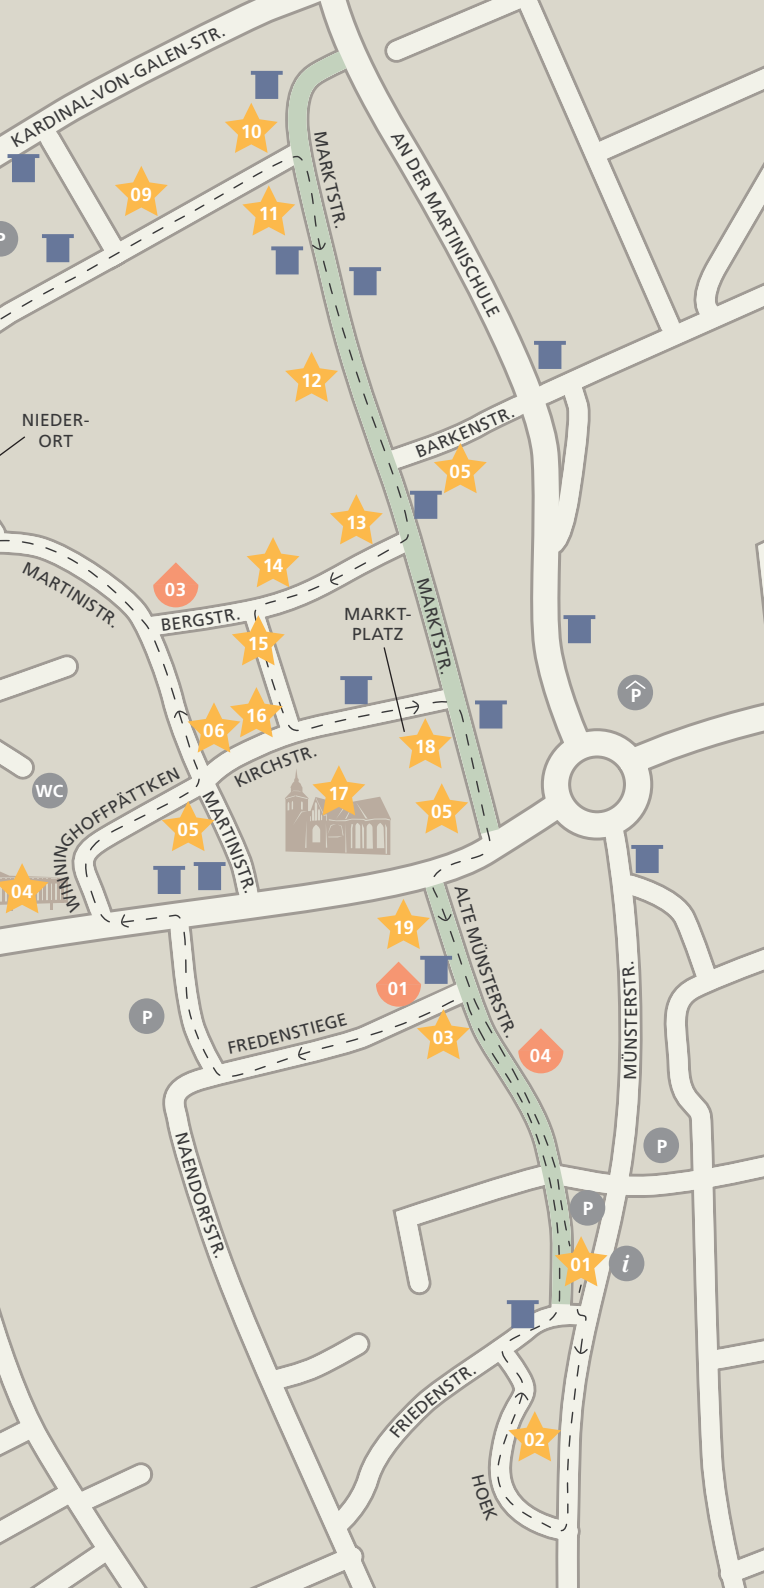 KARDINAL-VON-GALEN-STR.
10
MARKTSTR.
AN DER MARTINISCHULE
09
11
P
12
NIEDER-
ORT
BARKENSTR.
05
13
14
03
MARTINISTR.
BERGSTR.
MARKT-
PLATZ
MARKTSTR.
15
P
16
06
18
KIRCHSTR.
WC
17
05
WINNINGHOFFPÄTTKEN
05
MARTINISTR.
04
19
ALTE MÜNSTERSTR.
01
P
FREDENSTIEGE
03
04
MÜNSTERSTR.
P
NAENDORFSTR.
P
01
i
FRIEDENSTR.
02
HOEK